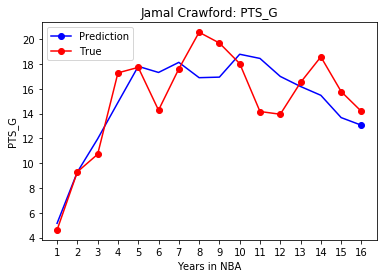 Jamal Crawford: PTS_G
Prediction
True
20
18
16
14
12
10
8
6
4
PTS_G
1 2 3 4 5 6 7 8 9 10 11 12 13 14 15 16
Years in NBA